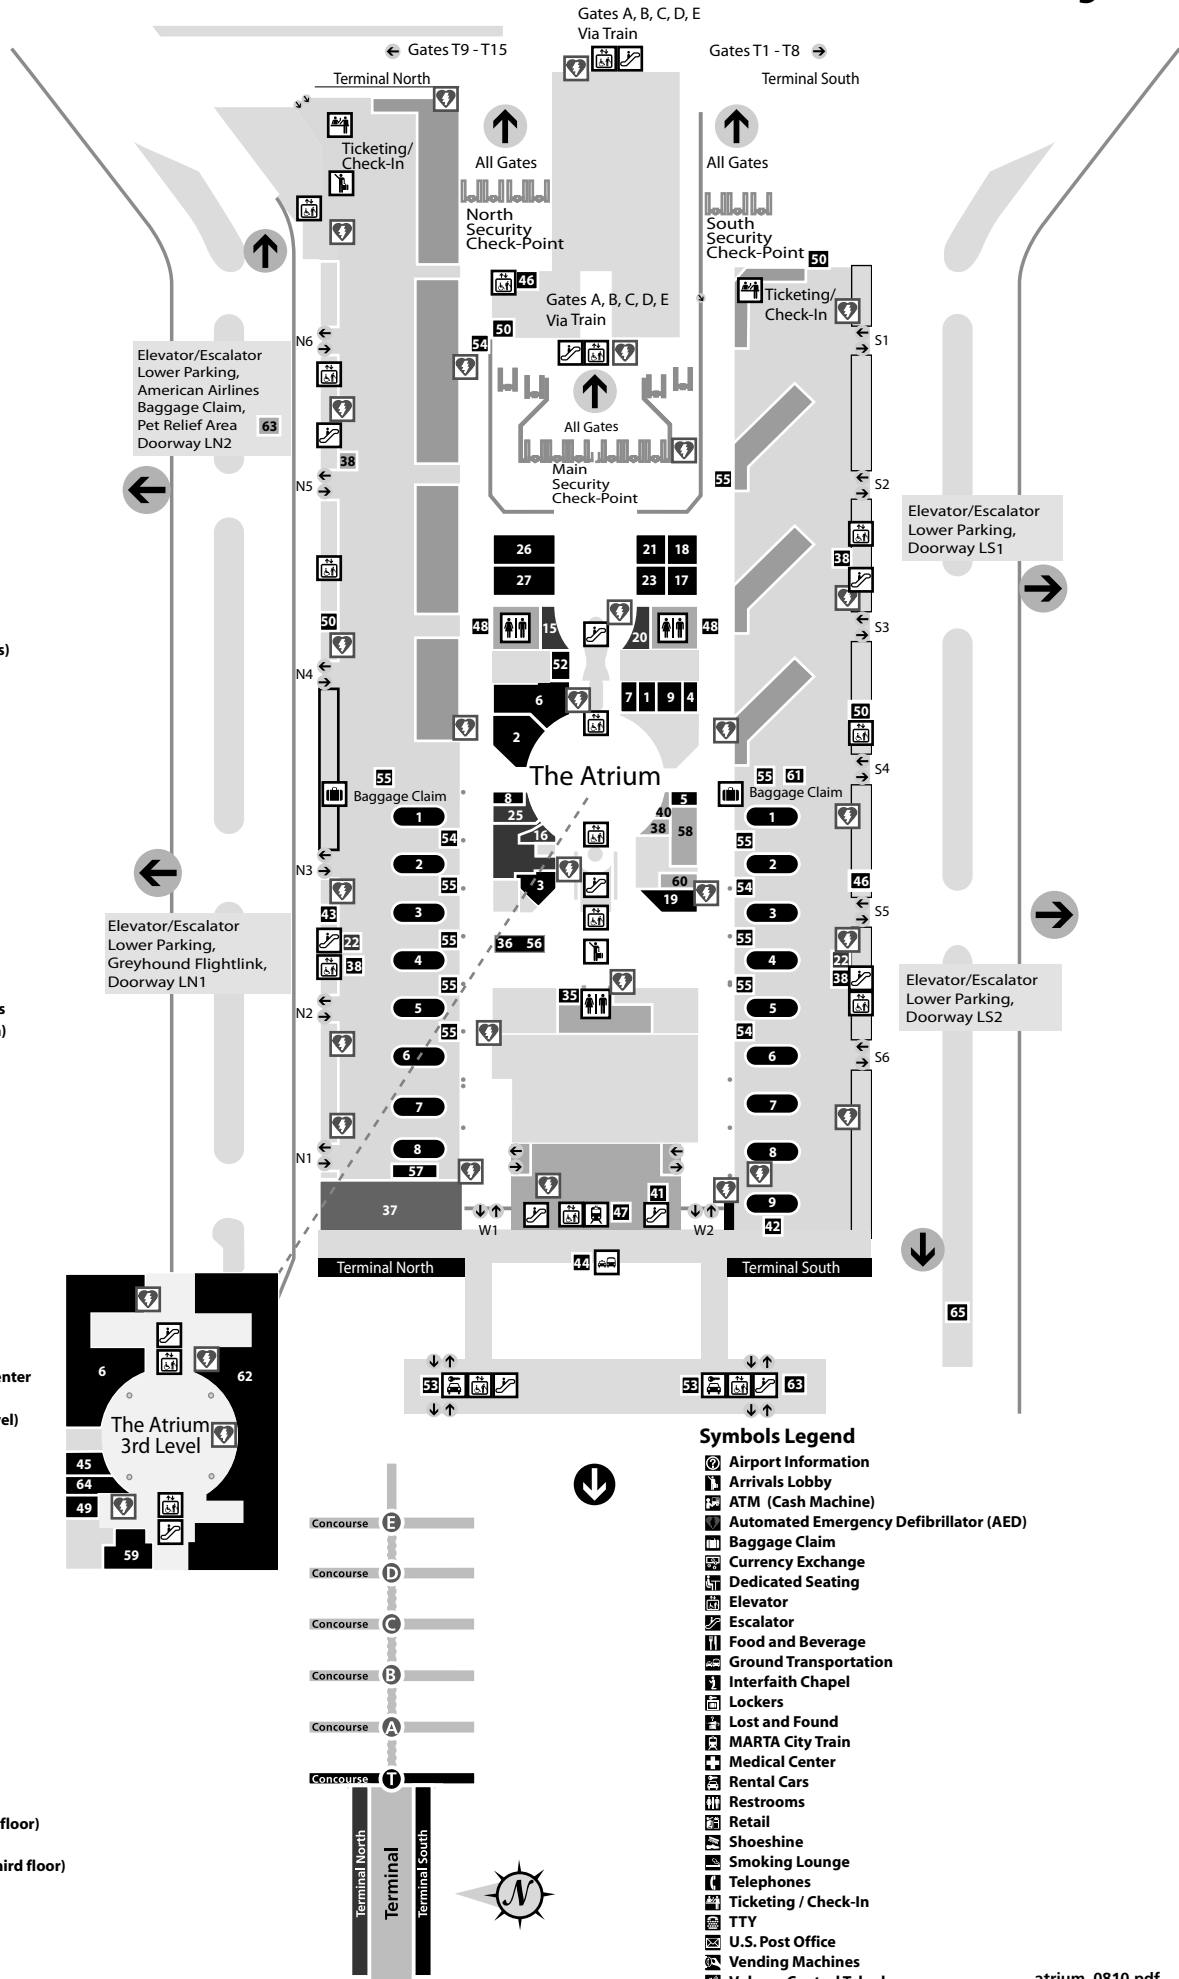 Gates A, B, C, D, E
Via Train
Gates T9 - T15
Gates T1 - T8
Terminal North
Terminal South
Ticketing/
Check-In
All Gates
All Gates
North
Security
Check-Point
South
Security
Check-Point
50
46
Ticketing/
Check-In
Gates A, B, C, D, E
Via Train
50
54
N6
S1
Elevator/Escalator
Lower Parking,
American Airlines
Baggage Claim,
Pet Relief Area
Doorway LN2
63
All Gates
38
Main
Security
Check-Point
55
N5
S2
Elevator/Escalator
Lower Parking,
Doorway LS1
26
21
18
27
23
17
38
50
48
15
20
48
S3
s)
52
N4
6
7
1
9
4
50
2
55
The Atrium
55
61
S4
Baggage Claim
Baggage Claim
8
5
1
25
40
1
54
16
38
58
55
2
2
N3
55
3
60
54
46
43
3
19
3
S5
22
55
36
56
55
22
38
4
4
38
Elevator/Escalator
Lower Parking,
Greyhound Flightlink,
Doorway LN1
Elevator/Escalator
Lower Parking,
Doorway LS2
55
35
55
s
N2
5
5
)
55
54
6
6
S6
7
7
N1
8
8
57
41
9
37
47
42
W1
W2
44
Terminal North
Terminal South
65
6
62
enter
53
53
63
el)
The Atrium
3rd Level
45
64
49
59
Symbols Legend
Airport Information
Arrivals Lobby
ATM (Cash Machine)
Automated Emergency Defibrillator (AED)
Baggage Claim
Currency Exchange
Dedicated Seating
Elevator
Escalator
Food and Beverage
Ground Transportation
Interfaith Chapel
Lockers
Lost and Found
MARTA City Train
Medical Center
Rental Cars
Restrooms
Retail
Shoeshine
Smoking Lounge
Telephones
Ticketing / Check-In
TTY
U.S. Post Office
Vending Machines
Concourse E
Concourse D
Concourse C
Concourse B
Concourse A
Concourse T
floor)
hird floor)
Terminal North
Terminal
Terminal South
N
atrium_0810.pdf